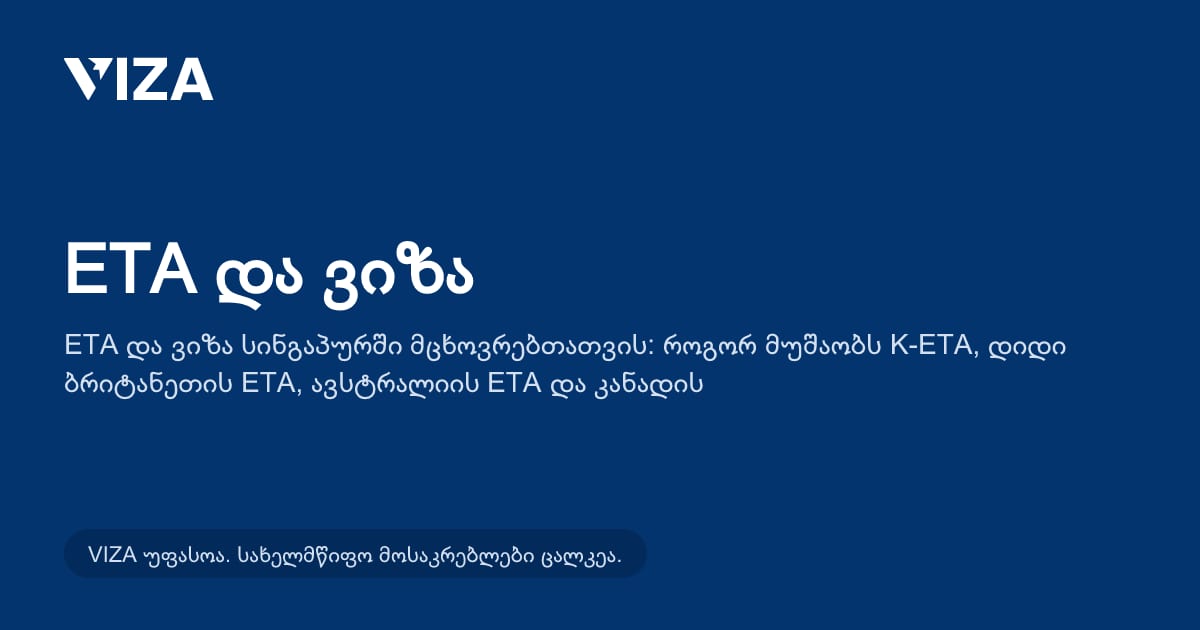 VIZA
ETA და ვიზა
ETA და ვიზა სინგაპურში მცხოვრებთათვის: როგორ მუშაობს K-ETA, დიდი
ბრიტანეთის ETA, ავსტრალიის ETA და კანადის
VIZA უფასოა. სახელმწიფო მოსაკრებლები ცალკეა.